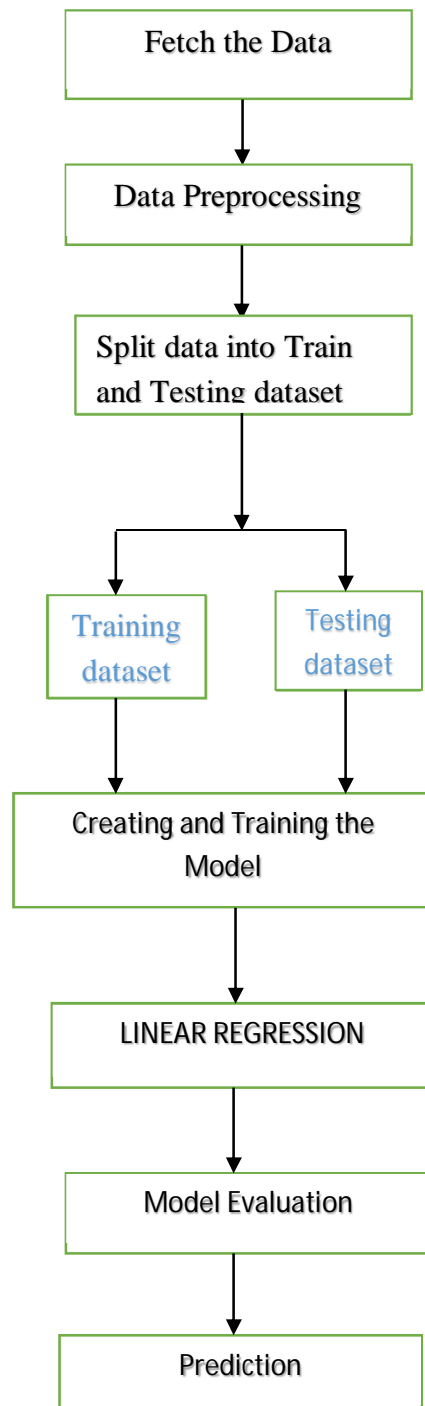 Fetch the Data
Data Preprocessing
Split data into Train
and Testing dataset
Training
dataset
Testing
dataset
Creating and Training the
Model
LINEAR REGRESSION
Model Evaluation
Prediction